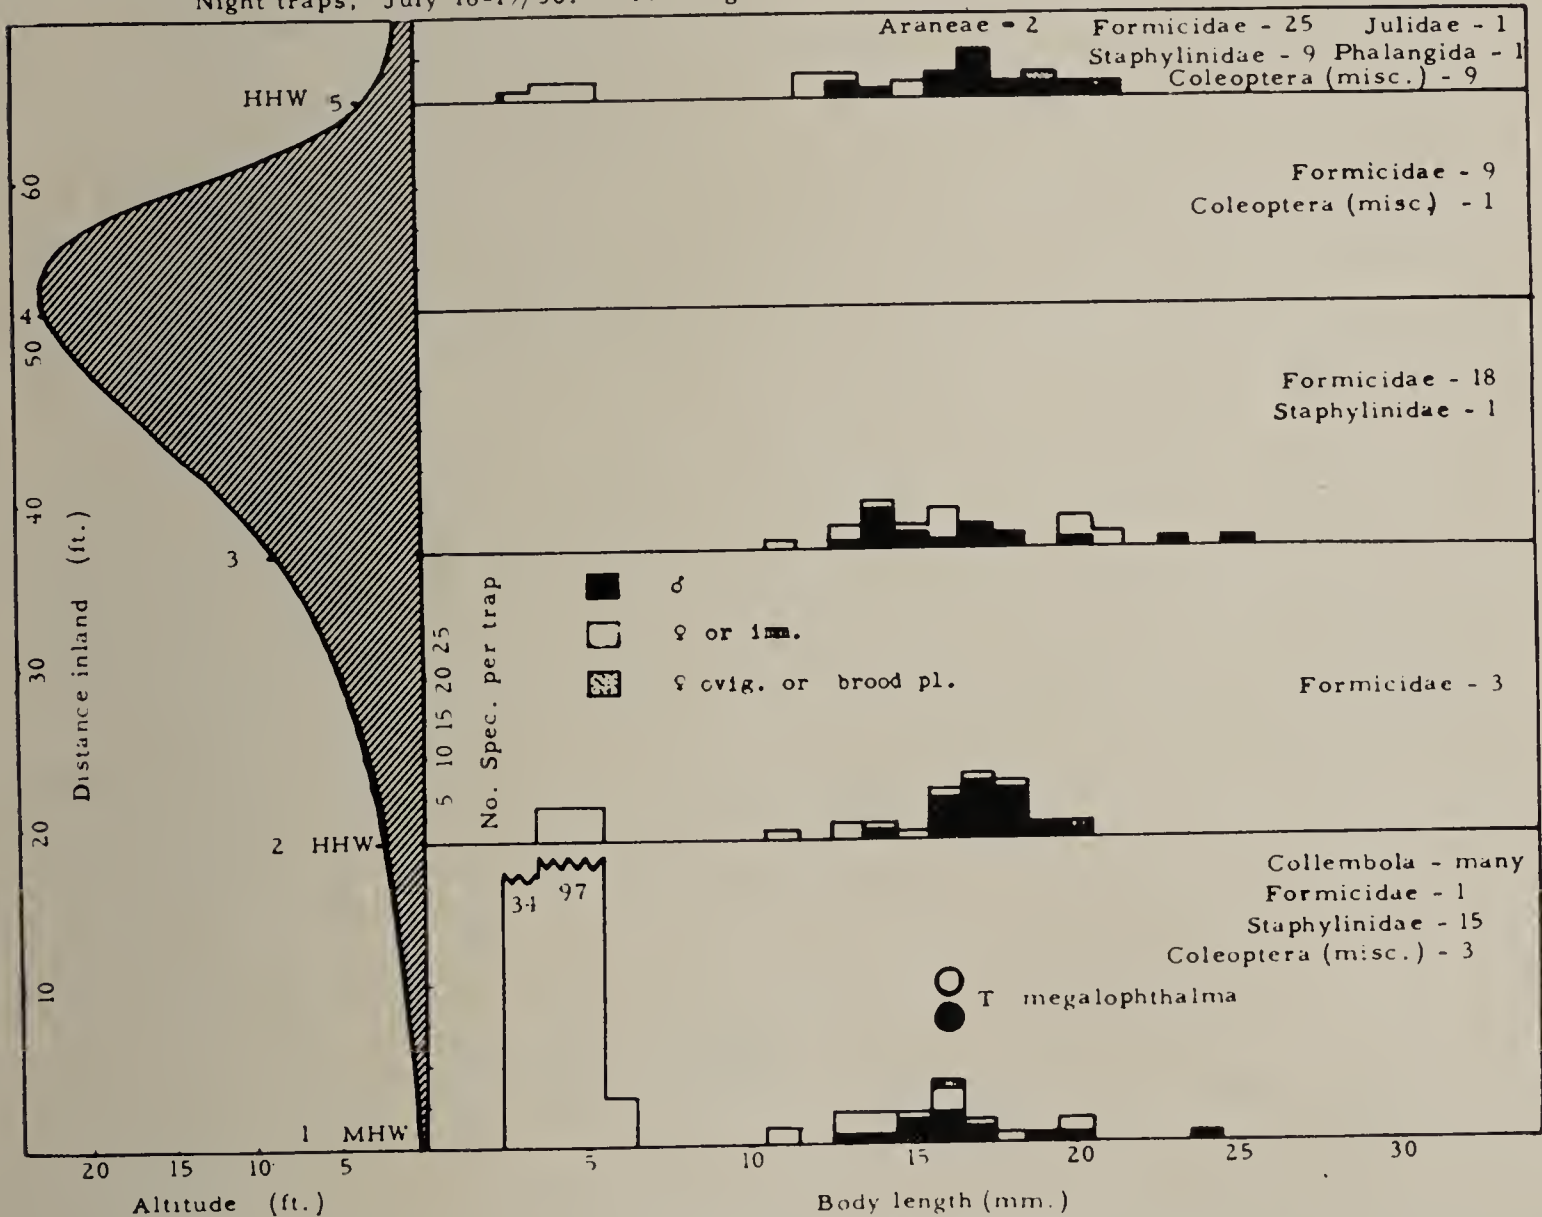 Night traps, July
Araneae - 2 Formicidae - 25 Julidae - 1
Staphylinidae - 9 Phalangida - 1
Coleoptera (misc.) - 9
HHW 5
60
Formicidae - 9
Coleoptera (misc.) - 1
4
50
Formicidae - 18
Staphylinidae - 1
40
3
Distance inland (ft.)
30
20
10
No. Spec. per trap
5 10 15 20 25
♂
♀ or imm.
♀ ovig. or brood pl.
Formicidae - 3
2 HHW
34 97
Collembola - many
Formicidae - 1
Staphylinidae - 15
Coleoptera (misc.) - 3
T megalophthalma
1 MHW
20 15 10 5
5 10 15 20 25 30
Altitude (ft.)
Body length (mm.)